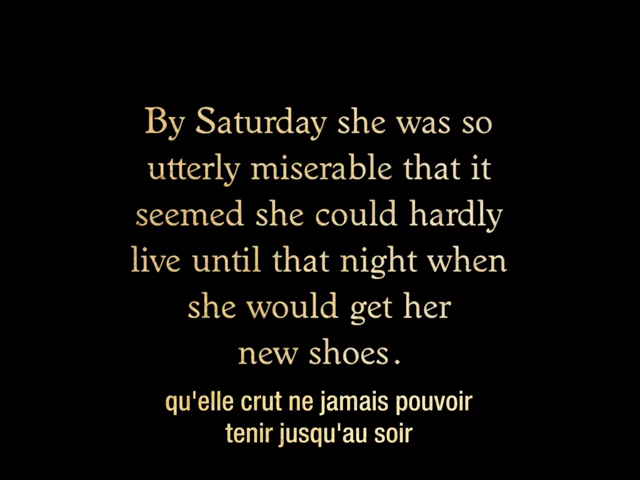 By Saturday she was so
utterly miserable that it
seemed she could hardly
live until that night when
she would get her
new shoes.
qu'elle crut ne jamais pouvoir
tenir jusqu'au soir